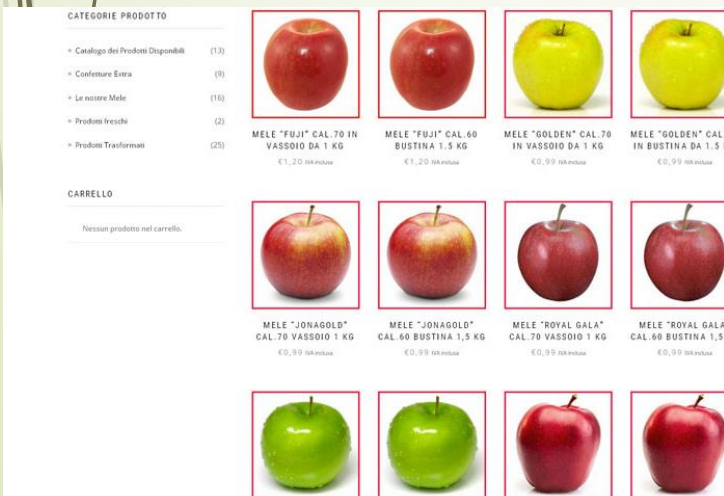 CATEGORIE PRODOTTO
Catalogo dei Prodotti Disponibili (13)
Confetture Extra (9)
Le nostre Mele (16)
Prodotti freschi (2)
Prodotti Trasformati (25)
CARRELLO
Nessun prodotto nel carrello.
MELE "FUJI" CAL.70 IN
VASSOIO DA 1 KG
€1,20 IVA inclusa
MELE "FUJI" CAL.60
BUSTINA 1.5 KG
€1,20 IVA inclusa
MELE "GOLDEN" CAL.70
IN VASSOIO DA 1 KG
€0,99 IVA inclusa
MELE "GOLDEN" CAL
IN BUSTINA DA 1.5
€0,99 IVA inclusa
MELE "JONAGOLD"
CAL.70 VASSOIO 1 KG
€0,99 IVA inclusa
MELE "JONAGOLD"
CAL.60 BUSTINA 1,5 KG
€0,99 IVA inclusa
MELE "ROYAL GALA"
CAL.70 VASSOIO 1 KG
€0,99 IVA inclusa
MELE "ROYAL GALA
CAL.60 BUSTINA 1,5
€0,99 IVA inclusa